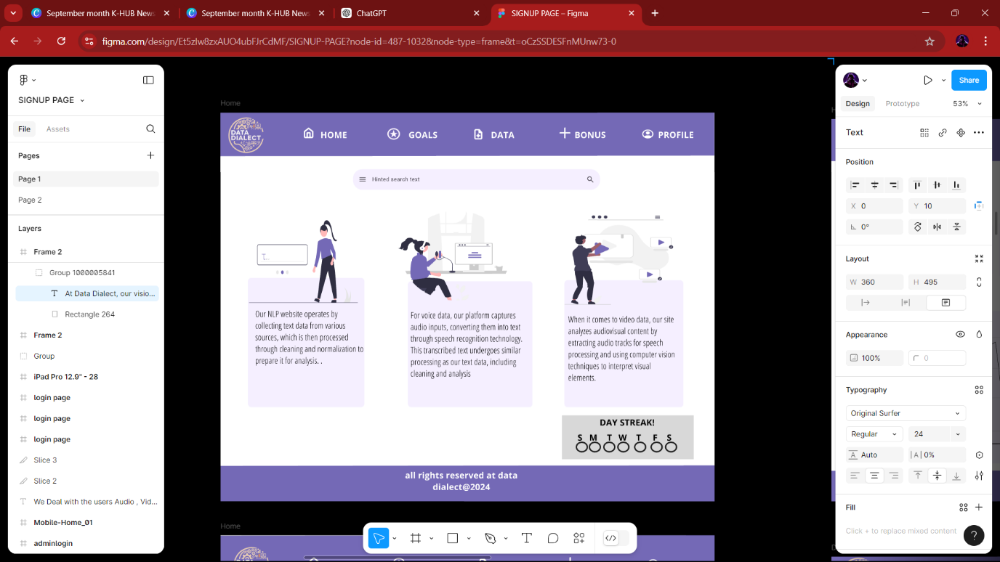 September month K-HUB News
September month K-HUB News
ChatGPT
SIGNUP PAGE – Figma
figma.com/design/Et5zIw8zxAUO4ubFJrCdMF/SIGNUP-PAGE?node-id=487-1032&node-type=frame&t=oCzSSDESFnMUnw73-0
SIGNUP PAGE
File
Assets
Pages
Page 1
Page 2
Layers
Frame 2
Group 1000005841
At Data Dialect, our visio...
Rectangle 264
Frame 2
Group
iPad Pro 12.9" - 28
login page
login page
login page
Slice 3
Slice 2
We Deal with the users Audio , Vid...
Mobile-Home_01
adminlogin
Home
DATA
DIALECT
HOME
GOALS
DATA
BONUS
PROFILE
Hinted search text
Our NLP website operates by
collecting text data from various
sources, which is then processed
through cleaning and normalization to
prepare it for analysis. .
For voice data, our platform captures
audio inputs, converting them into text
through speech recognition technology.
This transcribed text undergoes similar
processing as our text data, including
cleaning and analysis
When it comes to video data, our site
analyzes audiovisual content by
extracting audio tracks for speech
processing and using computer vision
techniques to interpret visual
elements.
DAY STREAK!
S M T W T F S
all rights reserved at data
dialect@2024
Home
Share
Design
Prototype
53%
Text
Position
X 0
Y 10
0°
Layout
W 360
H 495
Appearance
100%
0
Typography
Original Surfer
Regular
24
Auto
|A| 0%
Fill
Click + to replace mixed content
?